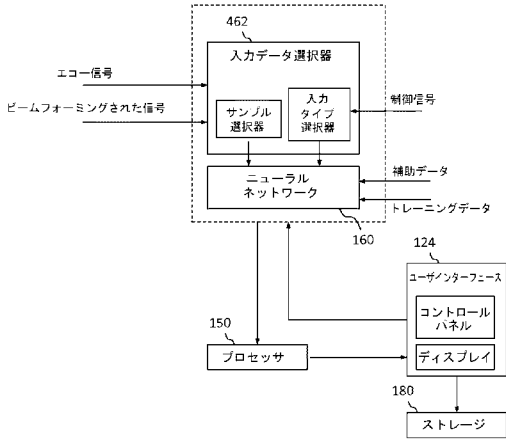 462
入力データ選択器
エコー信号
ビームフォーミングされた信号
制御信号
サンプル
選択器
入力
タイプ
選択器
ニューラル
ネットワーク
補助データ
トレーニングデータ
160
124
ユーザインターフェース
コントロール
パネル
ディスプレイ
150
プロセッサ
180
ストレージ